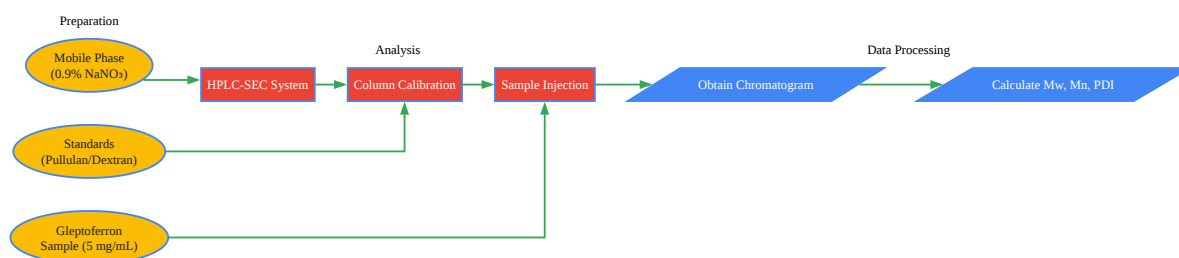 Preparation
Mobile Phase
(0.9% NaNO₃)
Analysis
HPLC-SEC System
Column Calibration
Sample Injection
Data Processing
Obtain Chromatogram
Calculate Mw, Mn, PDI
Standards
(Pullulan/Dextran)
Gleptoferron
Sample (5 mg/mL)